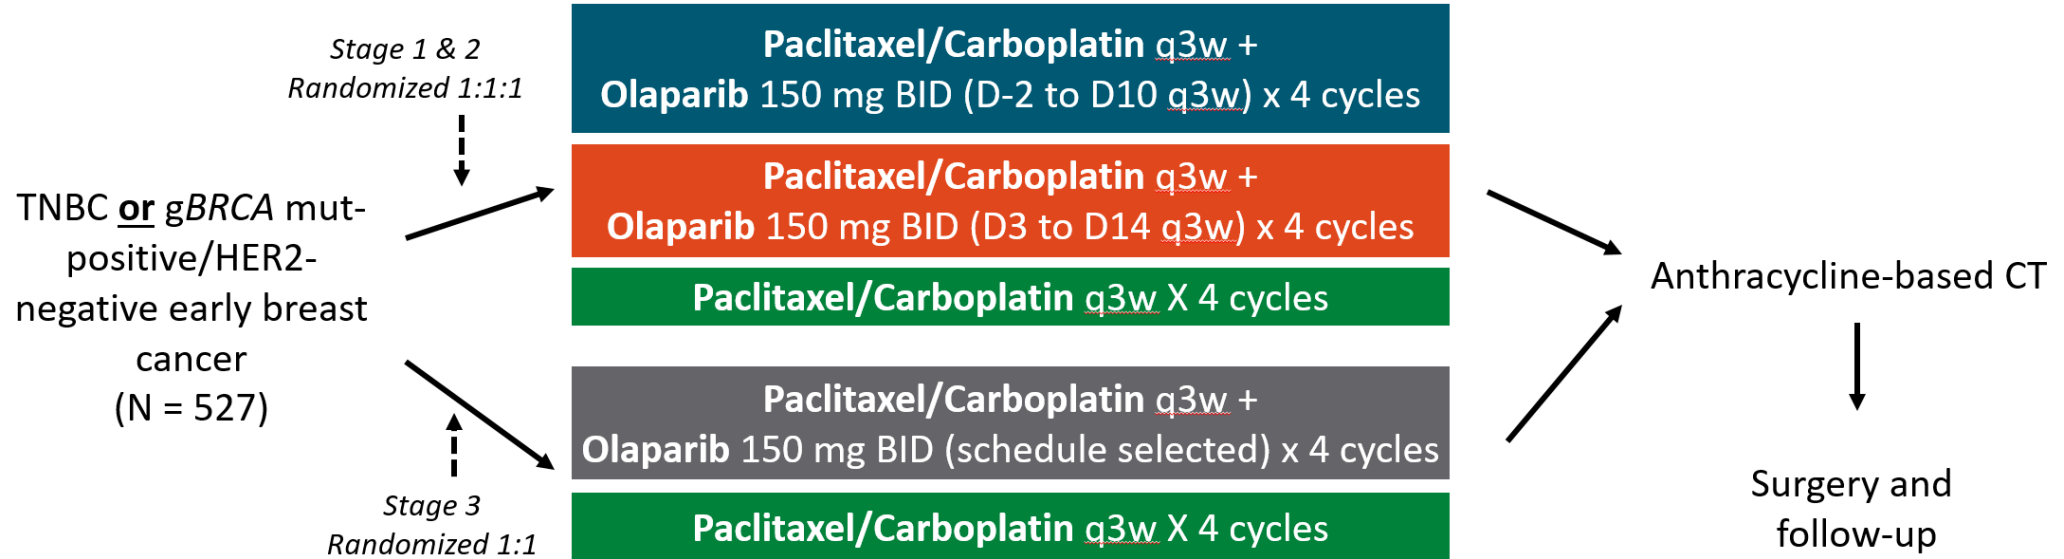 Stage 1 & 2
Randomized 1:1:1
TNBC or gBRCA mut-
positive/HER2-
negative early breast
cancer
(N = 527)
Stage 3
Randomized 1:1
Paclitaxel/Carboplatin q3w +
Olaparib 150 mg BID (D-2 to D10 q3w) x 4 cycles
Paclitaxel/Carboplatin q3w +
Olaparib 150 mg BID (D3 to D14 q3w) x 4 cycles
Paclitaxel/Carboplatin q3w X 4 cycles
Paclitaxel/Carboplatin q3w +
Olaparib 150 mg BID (schedule selected) x 4 cycles
Paclitaxel/Carboplatin q3w X 4 cycles
Anthracycline-based CT
Surgery and
follow-up